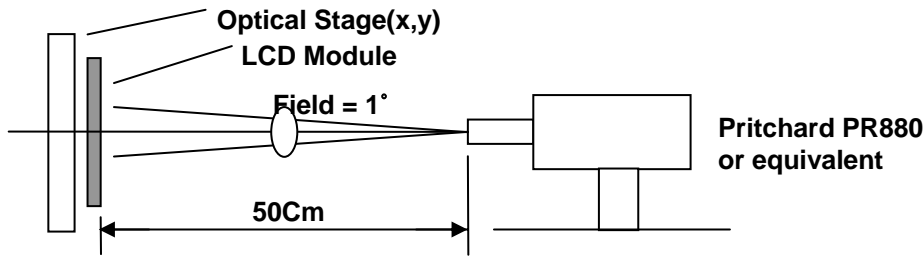 Optical Stage(x,y)
LCD Module
Field = 1˚
Pritchard PR880
or equivalent
50Cm